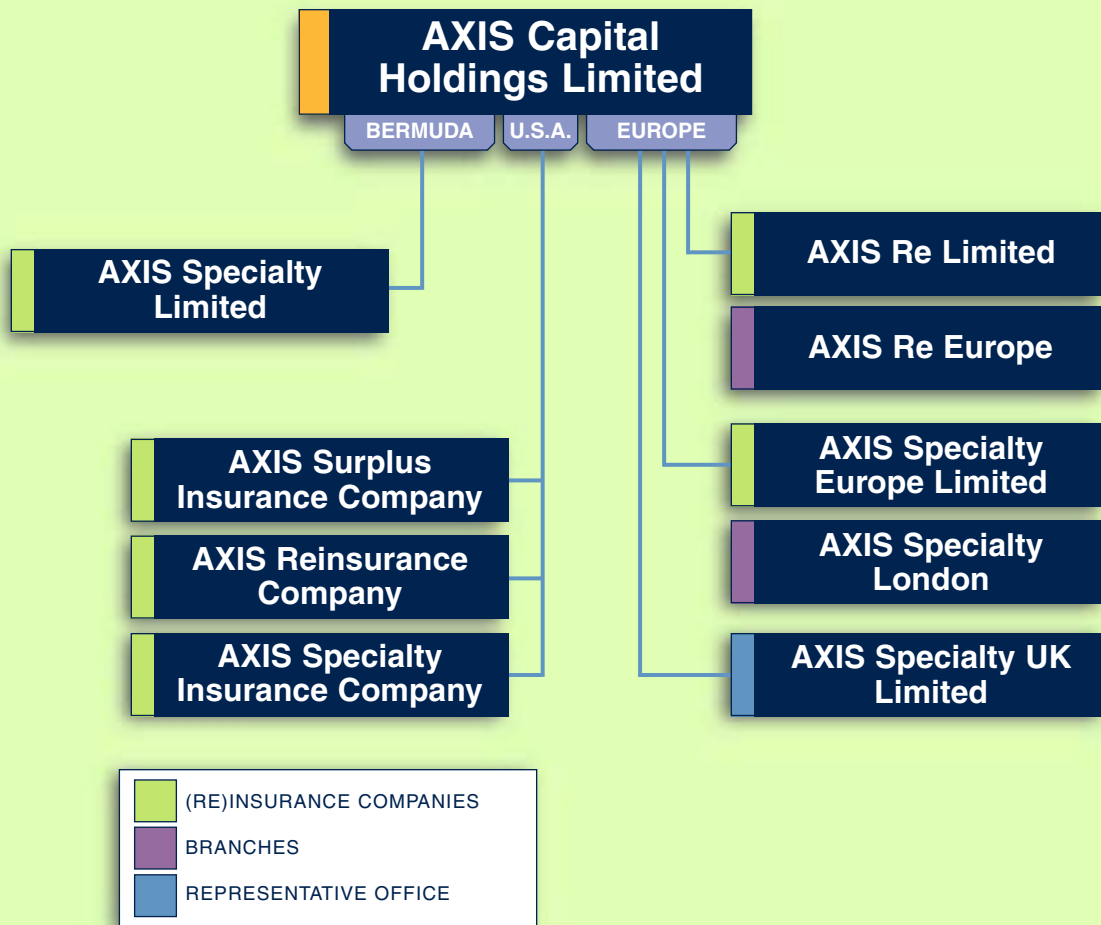 AXIS Capital
Holdings Limited
BERMUDA
U.S.A.
EUROPE
AXIS Specialty
Limited
AXIS Surplus
Insurance Company
AXIS Reinsurance
Company
AXIS Specialty
Insurance Company
AXIS Re Limited
AXIS Re Europe
AXIS Specialty
Europe Limited
AXIS Specialty
London
AXIS Specialty UK
Limited
(RE)INSURANCE COMPANIES
BRANCHES
REPRESENTATIVE OFFICE